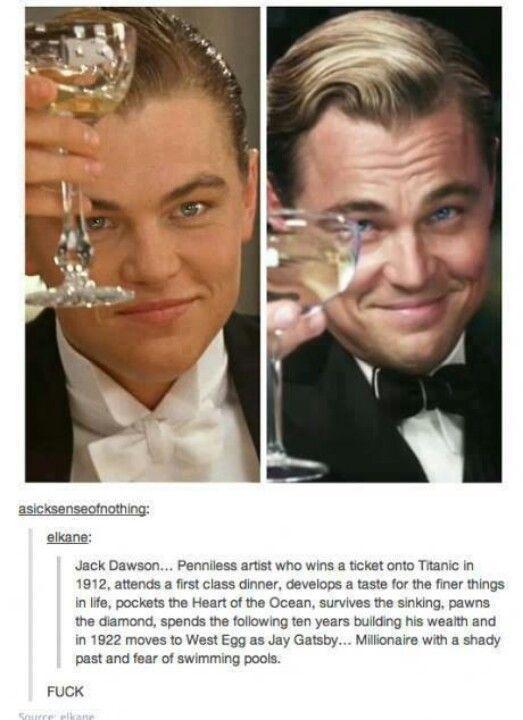 asicksenseofnothing:
elkane:
Jack Dawson... Penniless artist who wins a ticket onto Titanic in
1912, attends a first class dinner, develops a taste for the finer things
in life, pockets the Heart of the Ocean, survives the sinking, pawns
the diamond, spends the following ten years building his wealth and
in 1922 moves to West Egg as Jay Gatsby... Millionaire with a shady
past and fear of swimming pools.
FUCK
Source: elkane